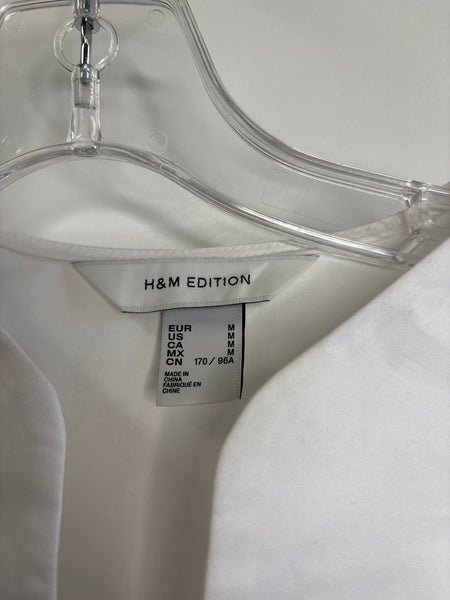 H&M EDITION
EUR M
US M
CA M
MX M
CN 170 / 96A
MADE IN
CHINA
FABRIQUÉ EN
CHINE